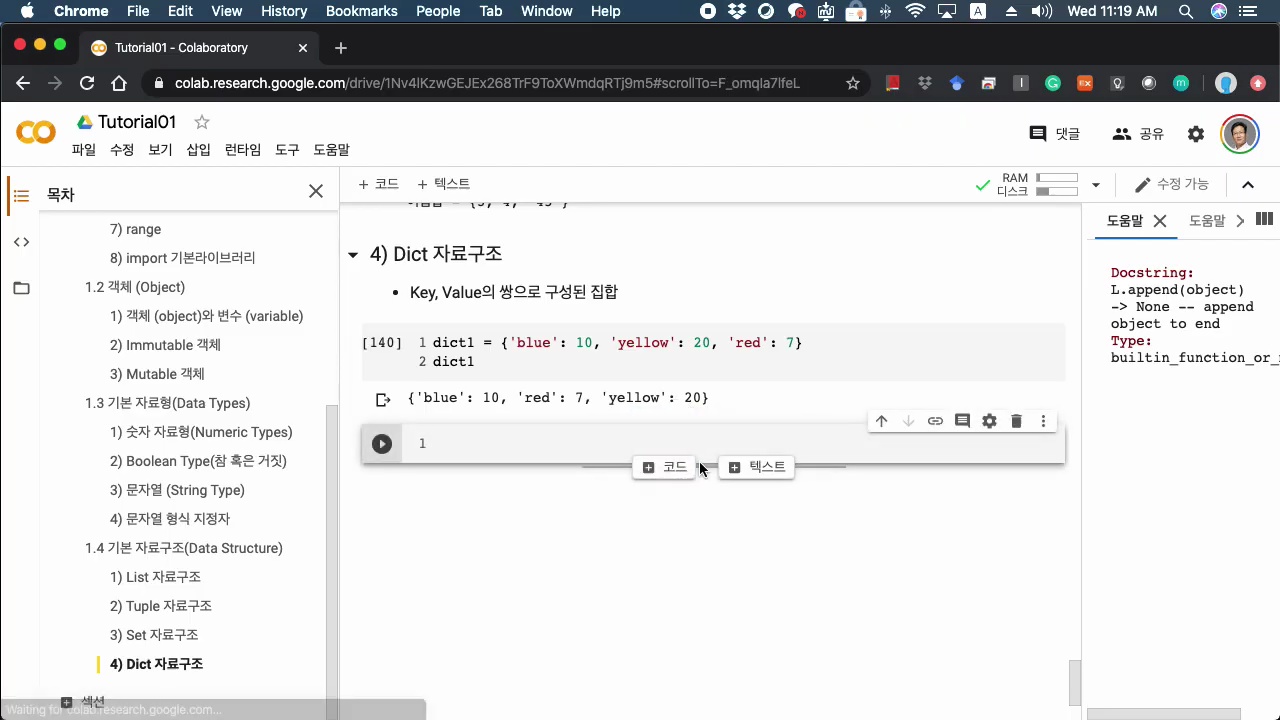 Chrome File Edit View History Bookmarks People Tab Window Help
A Wed 11:19 AM
Tutorial01 - Colaboratory
colab.research.google.com/drive/1Nv4lKzwGEJEx268TrF9ToXWmdqRTj9m5#scrollTo=F_omqIa7lfeL
Tutorial01
댓글 공유
파일 수정 보기 삽입 런타임 도구 도움말
+ 코드 + 텍스트
RAM
디스크
수정 가능
목차
7) range
8) import 기본라이브러리
1.2 객체 (Object)
1) 객체 (object)와 변수 (variable)
2) Immutable 객체
3) Mutable 객체
1.3 기본 자료형(Data Types)
1) 숫자 자료형(Numeric Types)
2) Boolean Type(참 혹은 거짓)
3) 문자열 (String Type)
4) 문자열 형식 지정자
1.4 기본 자료구조(Data Structure)
1) List 자료구조
2) Tuple 자료구조
3) Set 자료구조
4) Dict 자료구조
섹션
Waiting for colab.research.google.com...
4) Dict 자료구조
• Key, Value의 쌍으로 구성된 집합
[140] 1 dict1 = {'blue': 10, 'yellow': 20, 'red': 7}
2 dict1
{'blue': 10, 'red': 7, 'yellow': 20}
1
코드 텍스트
도움말 도움말
Docstring:
L.append(object)
-> None -- append
object to end
Type:
builtin_function_or_